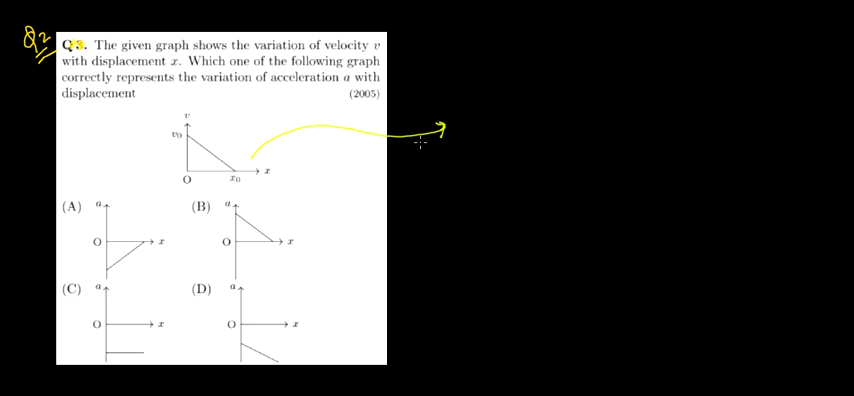 Q2
Q3. The given graph shows the variation of velocity v
with displacement x. Which one of the following graph
correctly represents the variation of acceleration a with
displacement (2005)
v
v0
O x0 x
(A) a (B) a
O x O x
(C) a (D) a
O x O x